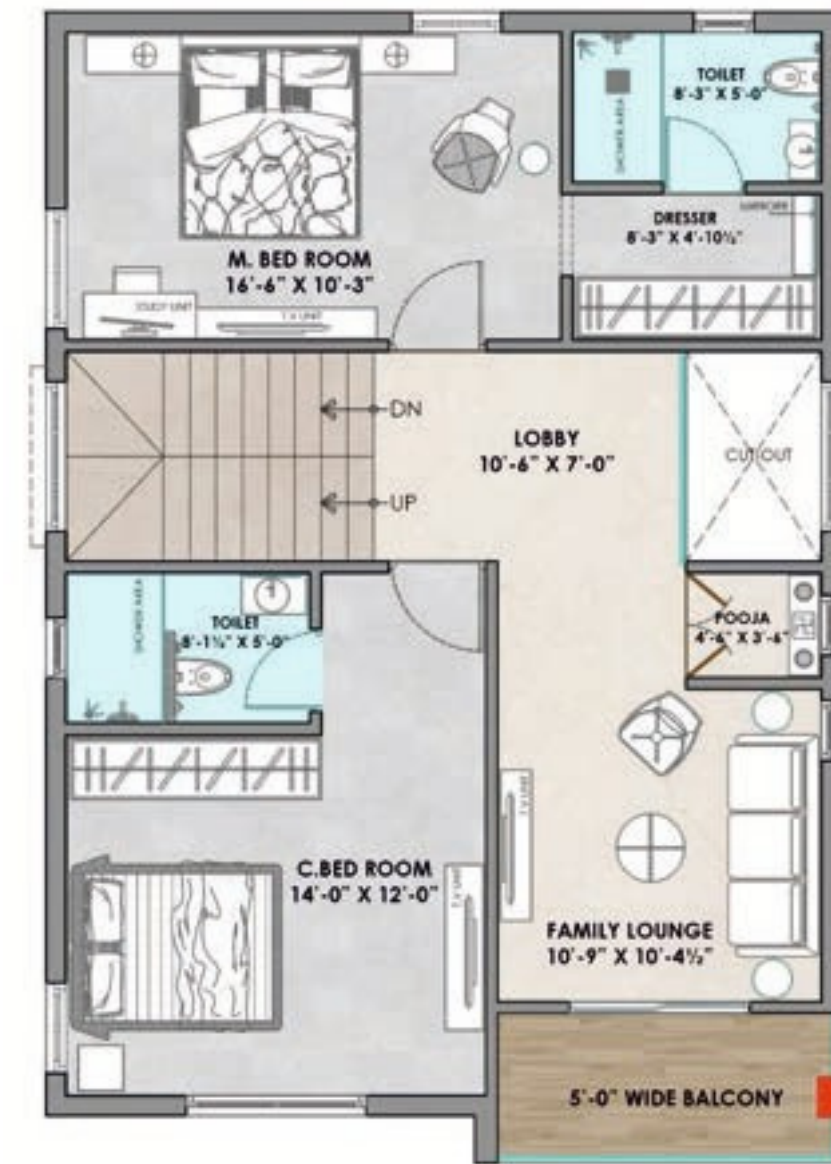 TOILET
8'-3" X 5'-0"
SHOWER AREA
DRESSER
8'-3" X 4'-10½"
M. BED ROOM
16'-6" X 10'-3"
STUDY UNIT
T.V UNIT
DN
LOBBY
10'-6" X 7'-0"
CUT OUT
UP
SHOWER AREA
TOILET
8'-1½" X 5'-0"
POOJA
4'-6" X 3'-6"
T.V UNIT
C.BED ROOM
14'-0" X 12'-0"
T.V UNIT
FAMILY LOUNGE
10'-9" X 10'-4½"
5'-0" WIDE BALCONY